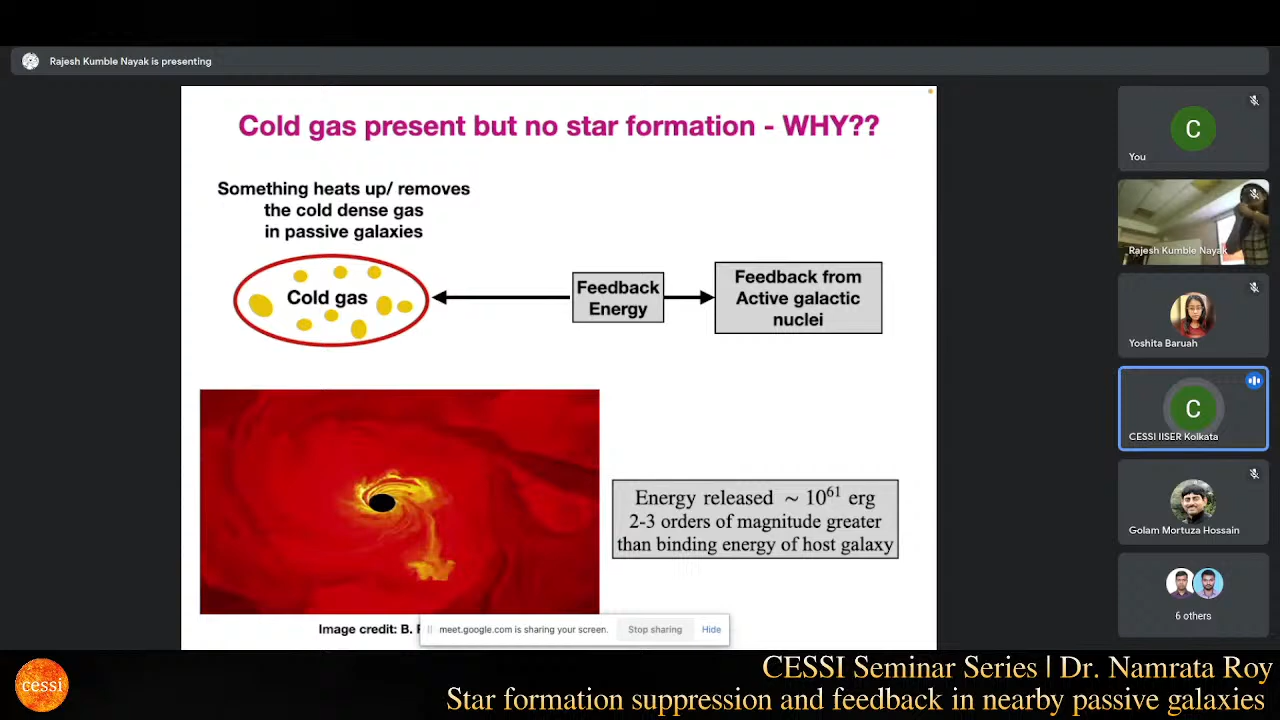 Rajesh Kumble Nayak is presenting
Cold gas present but no star formation - WHY??
Something heats up/ removes
the cold dense gas
in passive galaxies
Cold gas
Feedback
Energy
Feedback from
Active galactic
nuclei
Energy released ~ 10^61 erg
2-3 orders of magnitude greater
than binding energy of host galaxy
Image credit: B.
meet.google.com is sharing your screen.
Stop sharing
Hide
C
You
Rajesh Kumble Nayak
Yoshita Baruah
C
CESSI IISER Kolkata
Golam Mortuza Hossain
6 others
cessi
CESSI Seminar Series | Dr. Namrata Roy
Star formation suppression and feedback in nearby passive galaxies